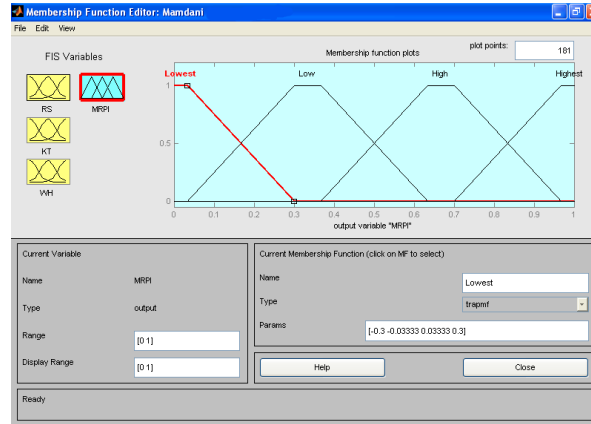 Membership Function Editor: Mamdani
File Edit View
FIS Variables
Membership function plots
plot points:
181
RS
MRPI
KT
WH
Lowest
Low
High
Highest
1
0.5
0
0 0.1 0.2 0.3 0.4 0.5 0.6 0.7 0.8 0.9 1
output variable "MRPI"
Current Variable
Name MRPI
Type output
Range [0 1]
Display Range [0 1]
Current Membership Function (click on MF to select)
Name Lowest
Type trapmf
Params [-0.3 -0.03333 0.03333 0.3]
Help
Close
Ready